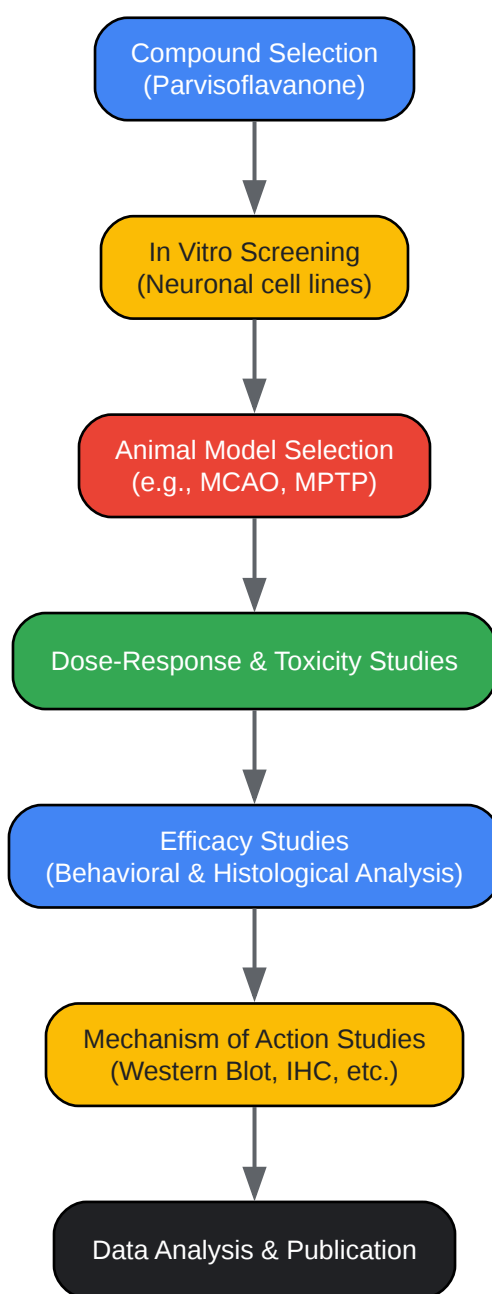 Compound Selection
(Parvisoflavanone)
In Vitro Screening
(Neuronal cell lines)
Animal Model Selection
(e.g., MCAO, MPTP)
Dose-Response & Toxicity Studies
Efficacy Studies
(Behavioral & Histological Analysis)
Mechanism of Action Studies
(Western Blot, IHC, etc.)
Data Analysis & Publication